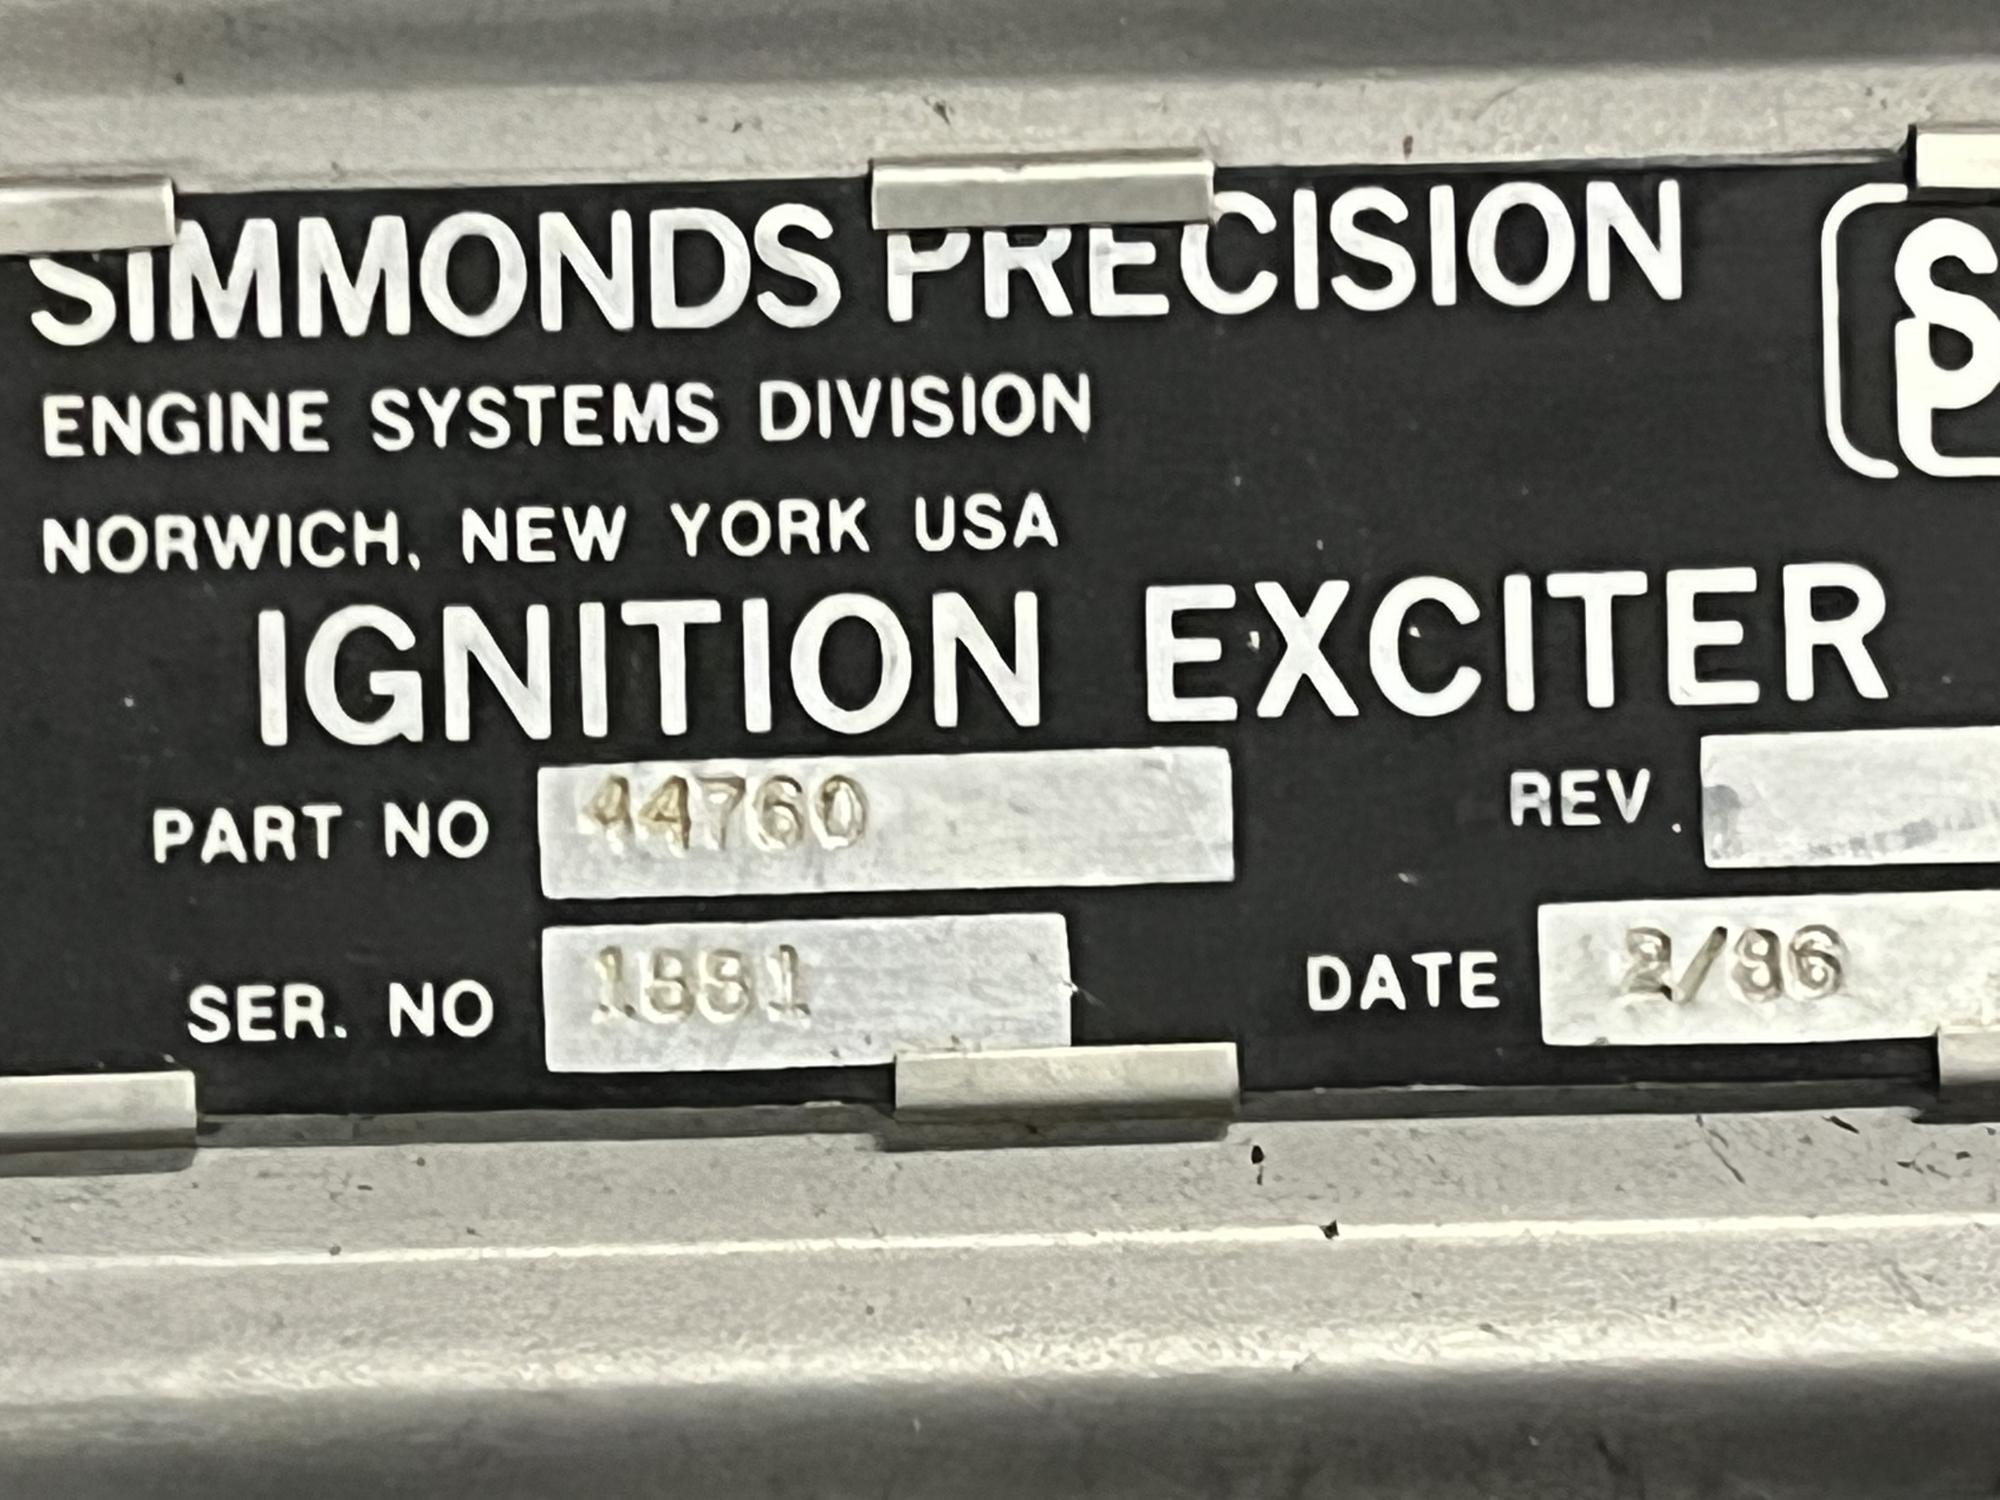 SIMMONDS PRECISION
ENGINE SYSTEMS DIVISION
NORWICH, NEW YORK USA
IGNITION EXCITER
PART NO 44760
REV.
SER. NO
DATE 2/86